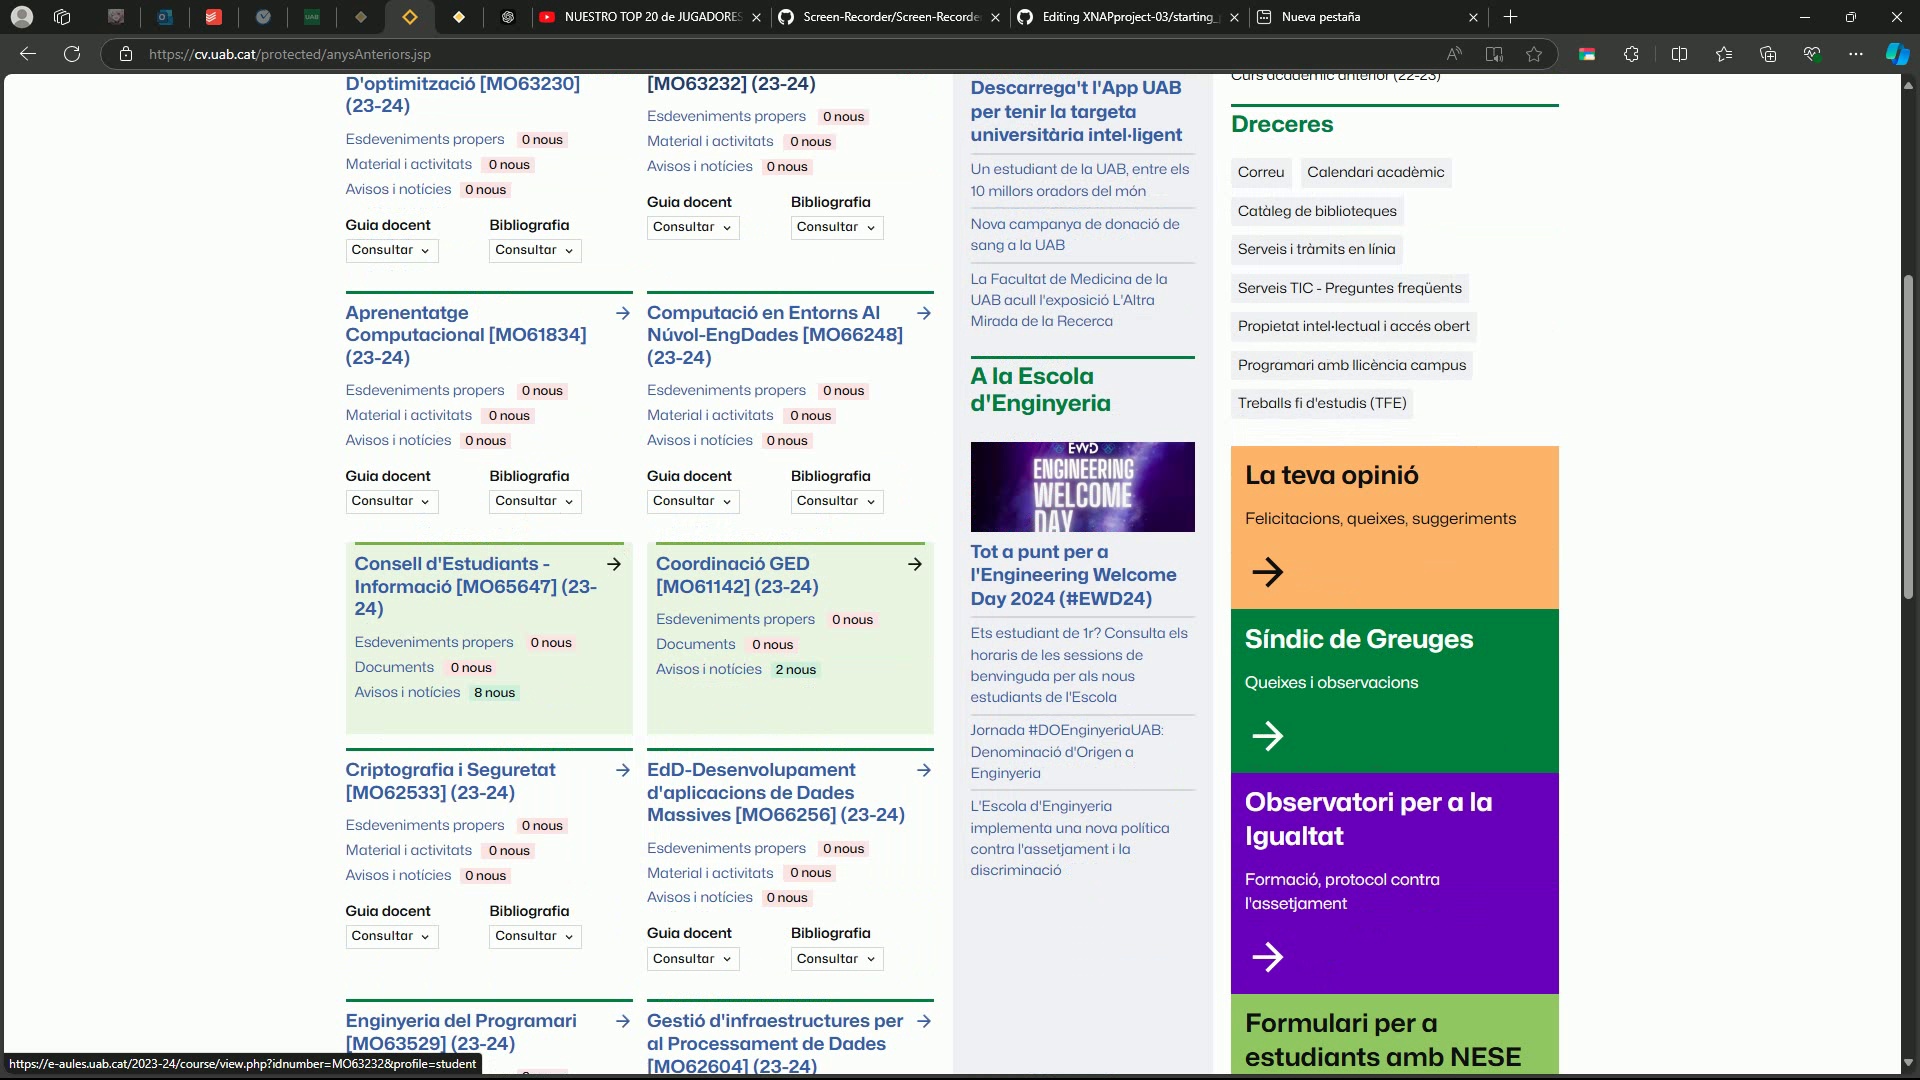 NUESTRO TOP 20 de JUGADORES
Screen-Recorder/Screen-Recorde
Editing XNAPproject-03/starting_
Nueva pestaña
https://cv.uab.cat/protected/anysAnteriors.jsp
D'optimització [MO63230]
(23-24)
Esdeveniments propers 0 nous
Material i activitats 0 nous
Avisos i notícies 0 nous
Guia docent Bibliografia
Consultar Consultar
[MO63232] (23-24)
Esdeveniments propers 0 nous
Material i activitats 0 nous
Avisos i notícies 0 nous
Guia docent Bibliografia
Consultar Consultar
Aprenentatge
Computacional [MO61834]
(23-24)
Esdeveniments propers 0 nous
Material i activitats 0 nous
Avisos i notícies 0 nous
Guia docent Bibliografia
Consultar Consultar
Computació en Entorns Al
Núvol-EngDades [MO66248]
(23-24)
Esdeveniments propers 0 nous
Material i activitats 0 nous
Avisos i notícies 0 nous
Guia docent Bibliografia
Consultar Consultar
Consell d'Estudiants -
Informació [MO65647] (23-
24)
Esdeveniments propers 0 nous
Documents 0 nous
Avisos i notícies 8 nous
Coordinació GED
[MO61142] (23-24)
Esdeveniments propers 0 nous
Documents 0 nous
Avisos i notícies 2 nous
Criptografia i Seguretat
[MO62533] (23-24)
Esdeveniments propers 0 nous
Material i activitats 0 nous
Avisos i notícies 0 nous
Guia docent Bibliografia
Consultar Consultar
EdD-Desenvolupament
d'aplicacions de Dades
Massives [MO66256] (23-24)
Esdeveniments propers 0 nous
Material i activitats 0 nous
Avisos i notícies 0 nous
Guia docent Bibliografia
Consultar Consultar
Enginyeria del Programari
[MO63529] (23-24)
Gestió d'infraestructures per
al Processament de Dades
[MO62604] (23-24)
Descarrega't l'App UAB
per tenir la targeta
universitària intel·ligent
Un estudiant de la UAB, entre els
10 millors oradors del món
Nova campanya de donació de
sang a la UAB
La Facultat de Medicina de la
UAB acull l'exposició L'Altra
Mirada de la Recerca
A la Escola
d'Enginyeria
EWD
ENGINEERING
WELCOME
DAY
Tot a punt per a
l'Engineering Welcome
Day 2024 (#EWD24)
Ets estudiant de 1r? Consulta els
horaris de les sessions de
benvinguda per als nous
estudiants de l'Escola
Jornada #DOEnginyeriaUAB:
Denominació d'Origen a
Enginyeria
L'Escola d'Enginyeria
implementa una nova política
contra l'assetjament i la
discriminació
Curs acadèmic anterior (22-23)
Dreceres
Correu Calendari acadèmic
Catàleg de biblioteques
Serveis i tràmits en línia
Serveis TIC - Preguntes freqüents
Propietat intel·lectual i accés obert
Programari amb llicència campus
Treballs fi d'estudis (TFE)
La teva opinió
Felicitacions, queixes, suggeriments
Síndic de Greuges
Queixes i observacions
Observatori per a la
Igualtat
Formació, protocol contra
l'assetjament
Formulari per a
estudiants amb NESE
https://e-aules.uab.cat/2023-24/course/view.php?idnumber=MO63232&profile=student